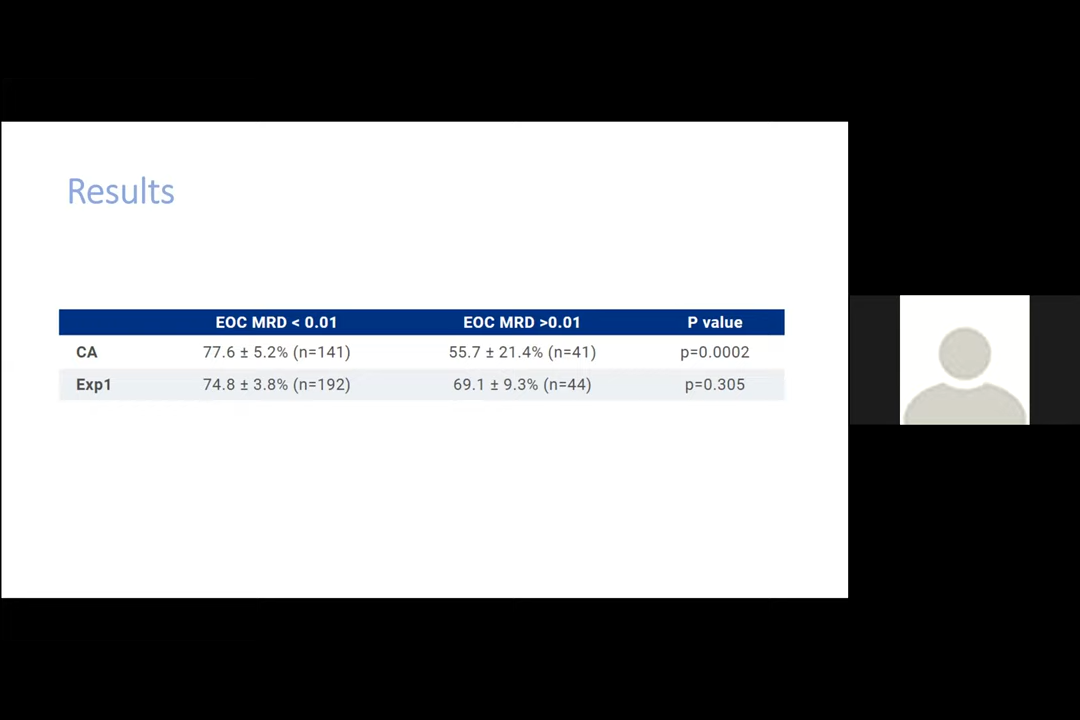 Results
EOC MRD < 0.01 EOC MRD >0.01 P value
CA 77.6 ± 5.2% (n=141) 55.7 ± 21.4% (n=41) p=0.0002
Exp1 74.8 ± 3.8% (n=192) 69.1 ± 9.3% (n=44) p=0.305